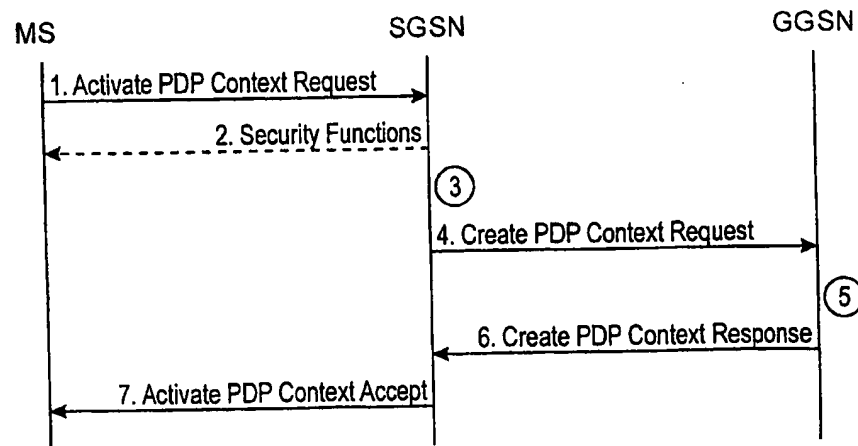 MS
SGSN
GGSN
1. Activate PDP Context Request
2. Security Functions
3
4. Create PDP Context Request
5
6. Create PDP Context Response
7. Activate PDP Context Accept